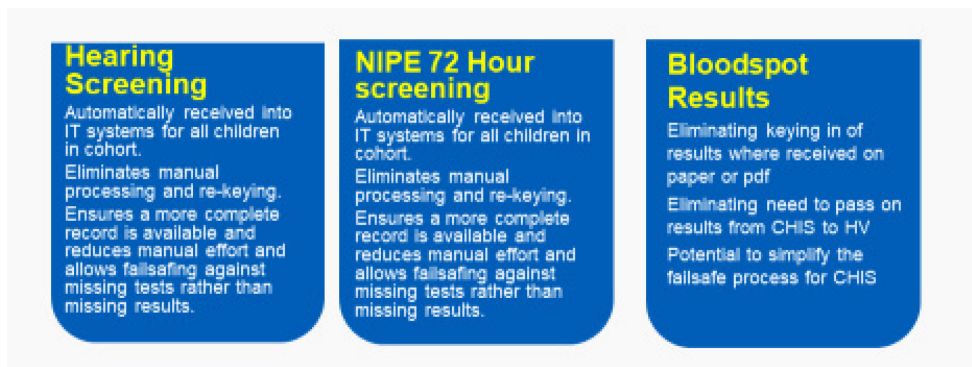 Hearing
Screening
Automatically received into
IT systems for all children
in cohort.
Eliminates manual
processing and re-keying.
Ensures a more complete
record is available and
reduces manual effort and
allows failsafing against
missing tests rather than
missing results.
NIPE 72 Hour
screening
Automatically received into
IT systems for all children in
cohort.
Eliminates manual
processing and re-keying.
Ensures a more complete
record is available and
reduces manual effort and
allows failsafing against
missing tests rather than
missing results.
Bloodspot
Results
Eliminating keying in of
results where received on
paper or pdf
Eliminating need to pass on
results from CHIS to HV
Potential to simplify the
failsafe process for CHIS